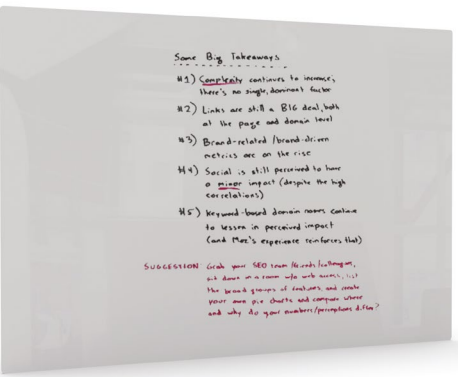 Some Big Takeaways
#1) Complexity continues to increase;
there's no single, dominant factor
#2) Links are still a BIG deal, both
at the page and domain level
#3) Brand-related /brand-driven
metrics are on the rise
#4) Social is still perceived to have
a minor impact (despite the high
correlations)
#5) Keyword-based domain names continue
to lessen in perceived impact
(and Moz's experience reinforces that)
SUGGESTION Grab your SEO team /friends/colleagues,
sit down in a room w/o web access, list
the broad groups of features, and create
your own pie charts and compare where
and why do your numbers/perceptions differ?